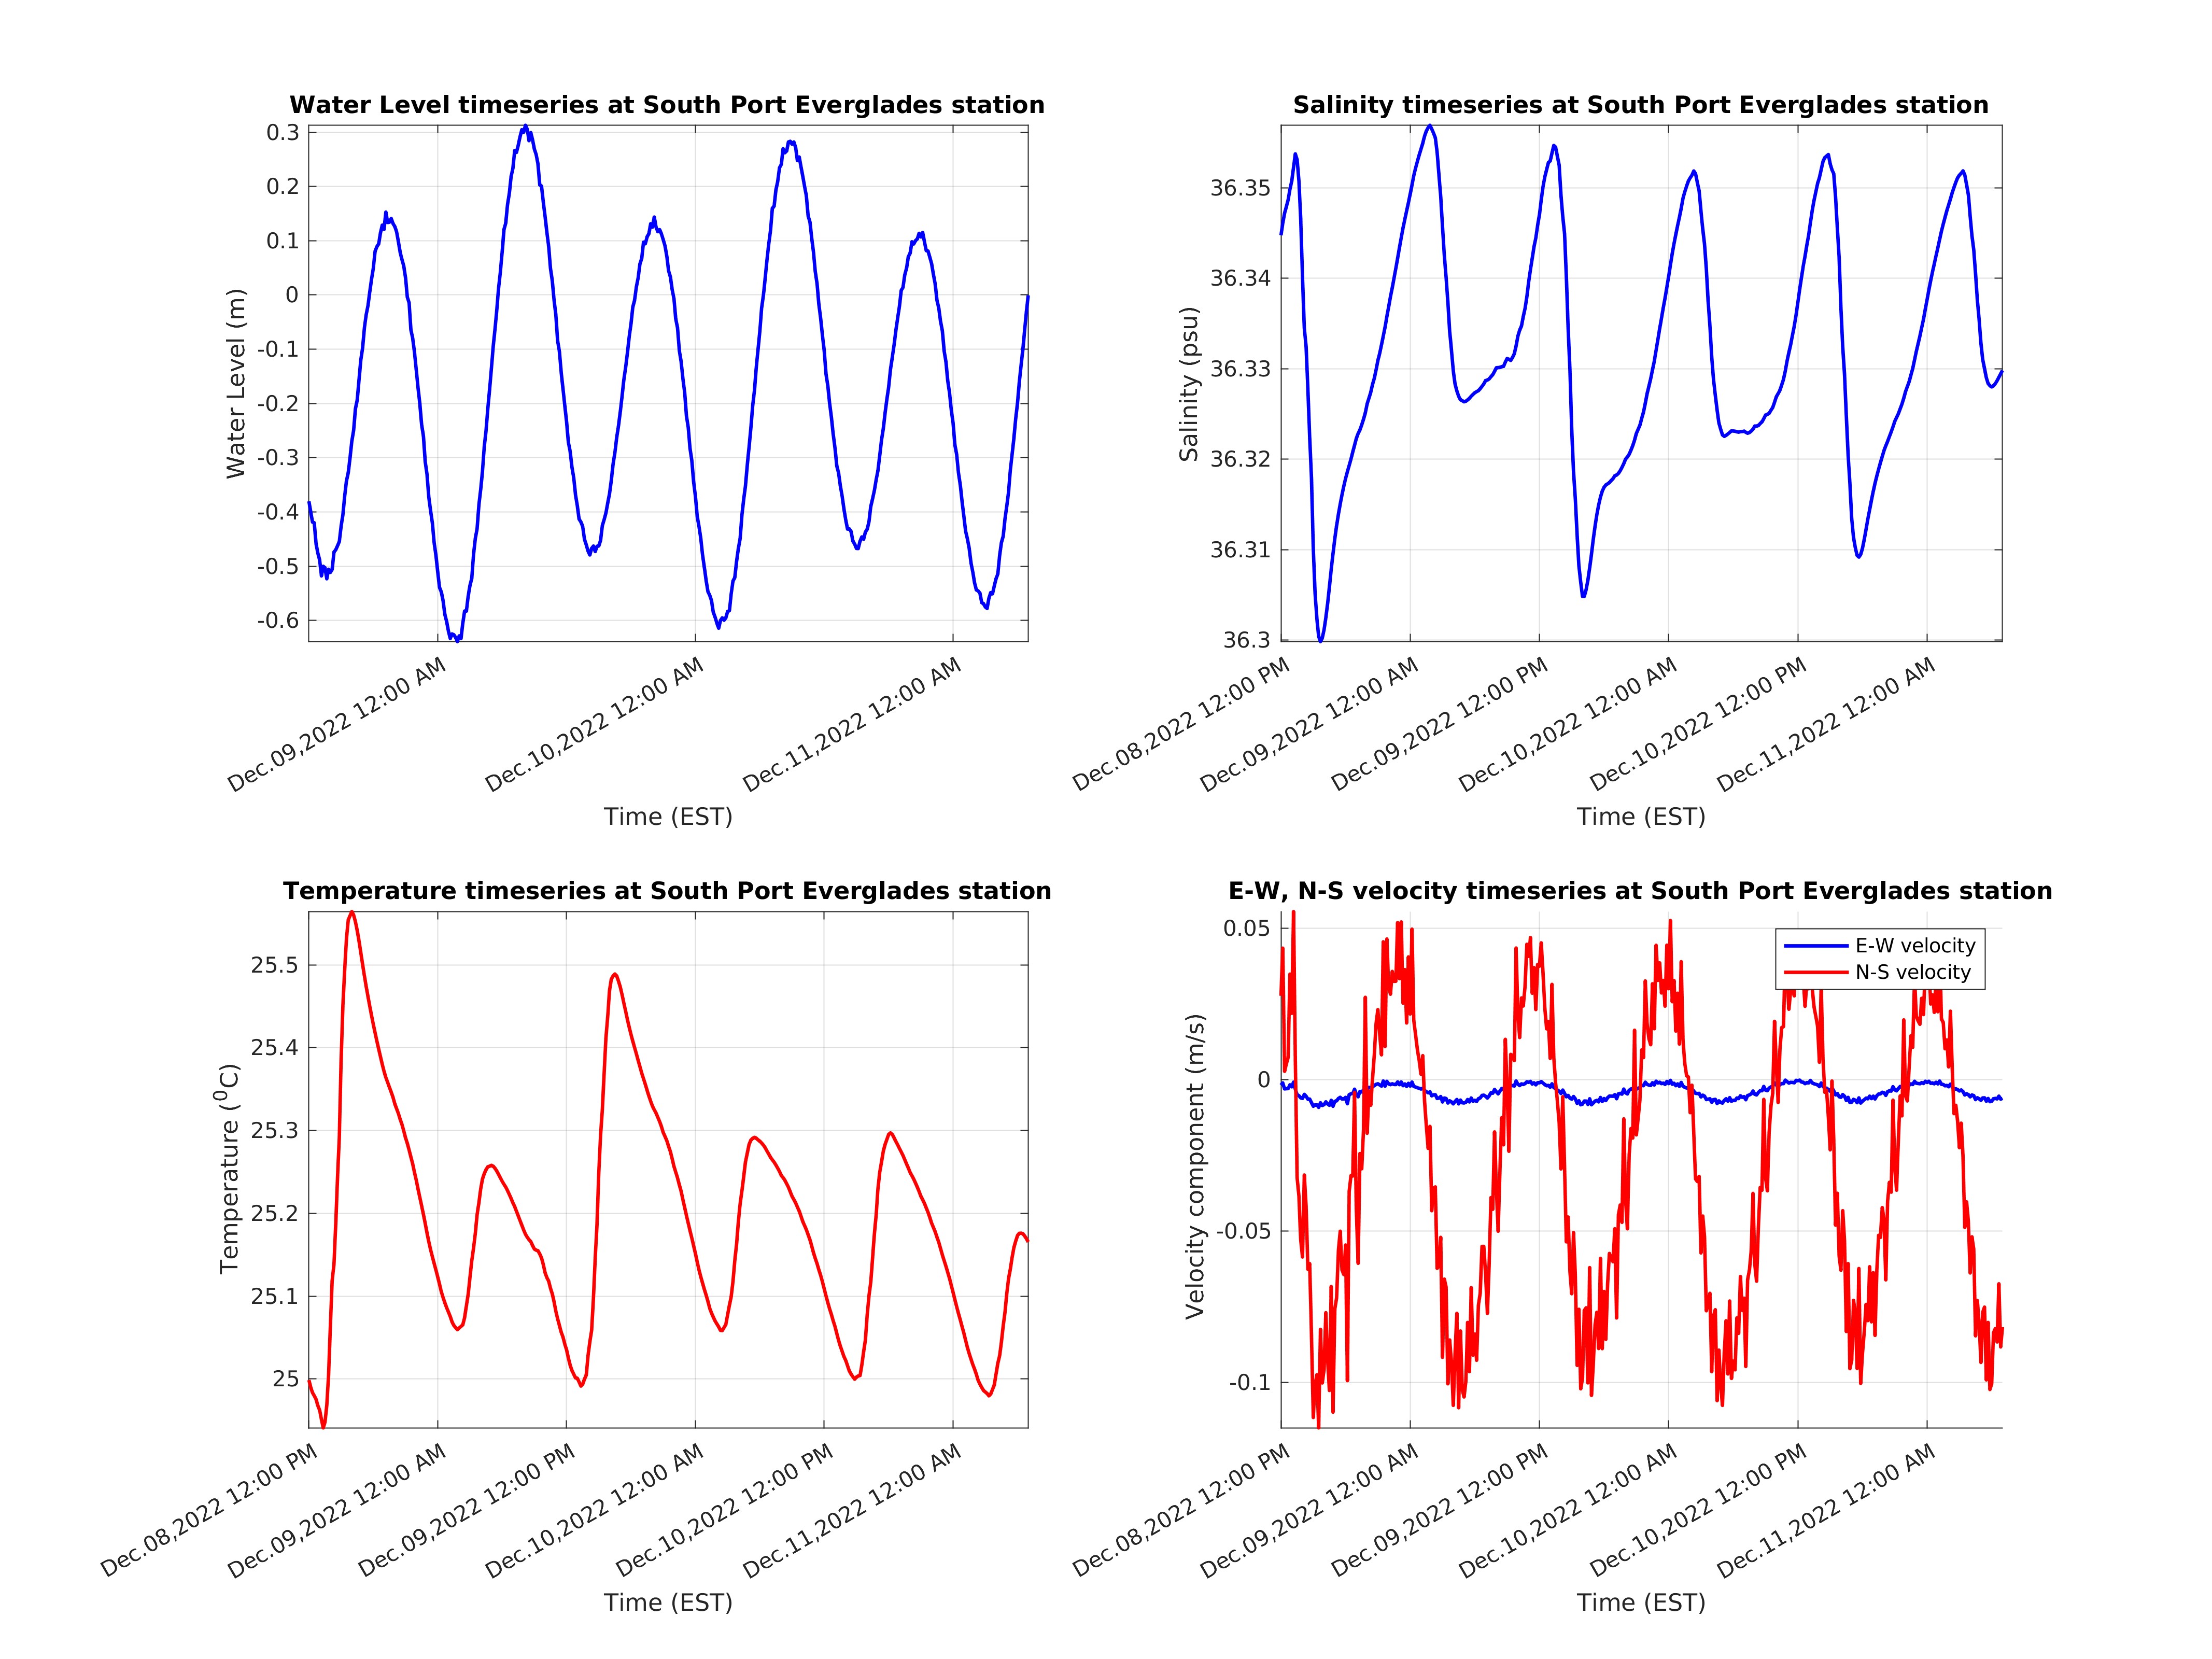 Water Level timeseries at South Port Everglades station
0.3
0.2
0.1
0
-0.1
-0.2
-0.3
-0.4
-0.5
-0.6
Water Level (m)
Dec.09,2022 12:00 AM
Dec.10,2022 12:00 AM
Dec.11,2022 12:00 AM
Time (EST)
Salinity timeseries at South Port Everglades station
36.35
36.34
36.33
36.32
36.31
36.3
Salinity (psu)
Dec.08,2022 12:00 PM
Dec.09,2022 12:00 AM
Dec.09,2022 12:00 PM
Dec.10,2022 12:00 AM
Dec.10,2022 12:00 PM
Dec.11,2022 12:00 AM
Time (EST)
Temperature timeseries at South Port Everglades station
25.5
25.4
25.3
25.2
25.1
25
Temperature (⁰C)
Dec.08,2022 12:00 PM
Dec.09,2022 12:00 AM
Dec.09,2022 12:00 PM
Dec.10,2022 12:00 AM
Dec.10,2022 12:00 PM
Dec.11,2022 12:00 AM
Time (EST)
E-W, N-S velocity timeseries at South Port Everglades station
E-W velocity
N-S velocity
0.05
0
-0.05
-0.1
Velocity component (m/s)
Dec.08,2022 12:00 PM
Dec.09,2022 12:00 AM
Dec.09,2022 12:00 PM
Dec.10,2022 12:00 AM
Dec.10,2022 12:00 PM
Dec.11,2022 12:00 AM
Time (EST)